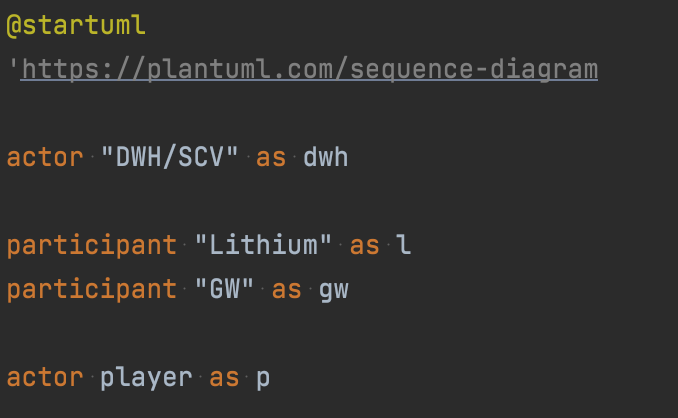 @startuml
'https://plantuml.com/sequence-diagram
actor "DWH/SCV" as dwh
participant "Lithium" as l
participant "GW" as gw
actor player as p